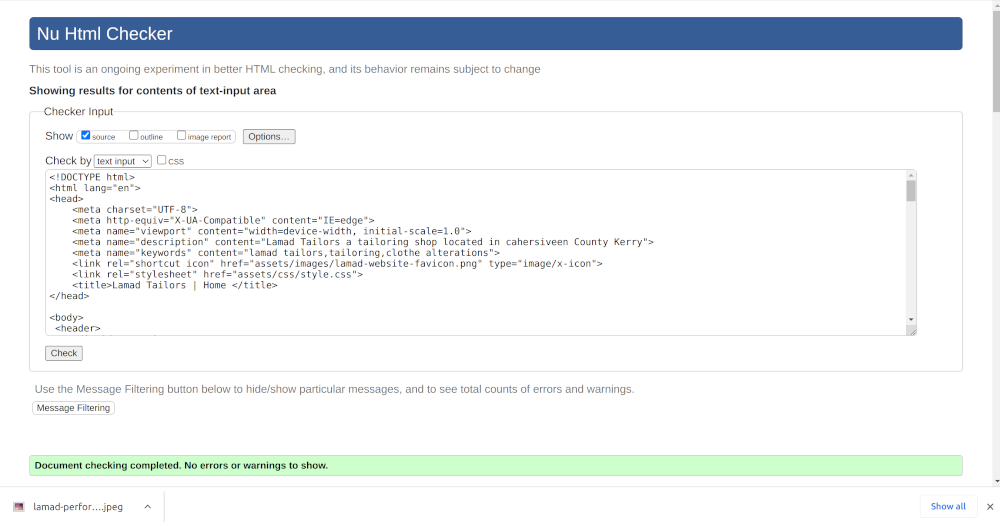 Nu Html Checker
This tool is an ongoing experiment in better HTML checking, and its behavior remains subject to change
Showing results for contents of text-input area
Checker Input
Show source outline image report Options...
Check by text input css
<!DOCTYPE html>
<html lang="en">
<head>
    <meta charset="UTF-8">
    <meta http-equiv="X-UA-Compatible" content="IE=edge">
    <meta name="viewport" content="width=device-width, initial-scale=1.0">
    <meta name="description" content="Lamad Tailors a tailoring shop located in cahersiveen County Kerry">
    <meta name="keywords" content="lamad tailors,tailoring,clothe alterations">
    <link rel="shortcut icon" href="assets/images/lamad-website-favicon.png" type="image/x-icon">
    <link rel="stylesheet" href="assets/css/style.css">
    <title>Lamad Tailors | Home </title>
</head>
<body>
 <header>
Check
Use the Message Filtering button below to hide/show particular messages, and to see total counts of errors and warnings.
Message Filtering
Document checking completed. No errors or warnings to show.
lamad-perfor....jpeg
Show all